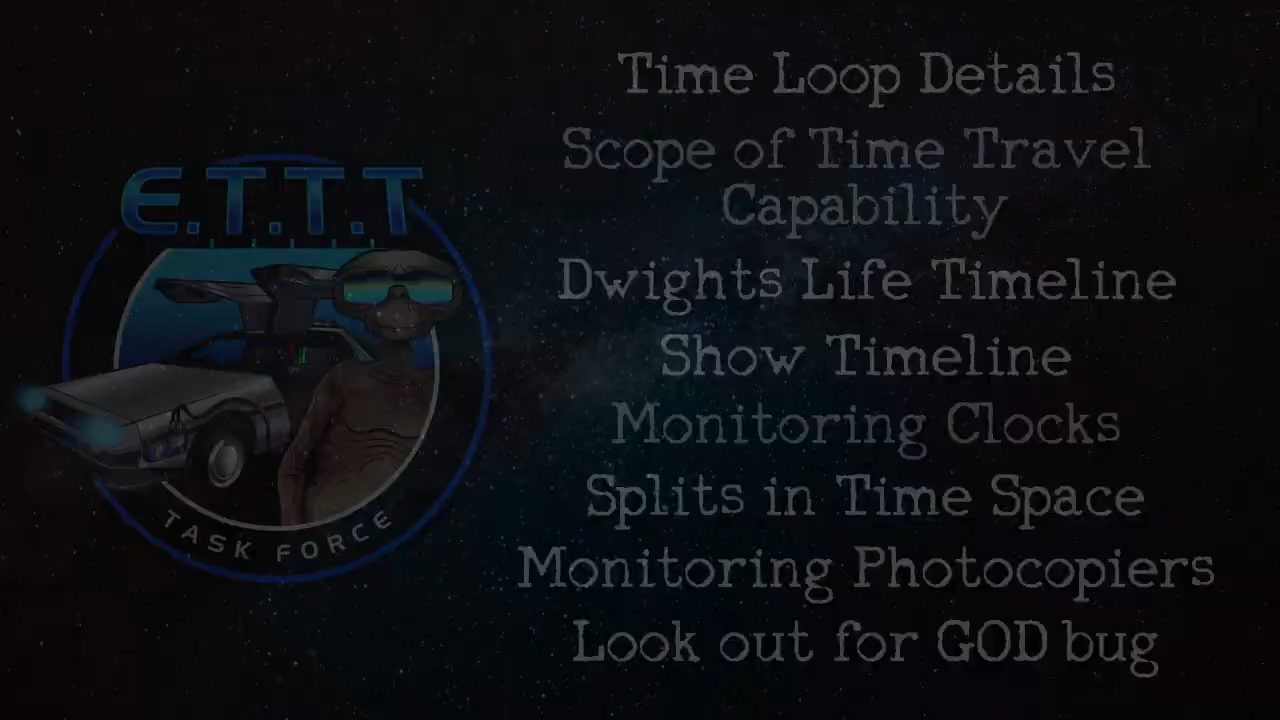 E.T.T.T
TASK FORCE
Time Loop Details
Scope of Time Travel
Capability
Dwights Life Timeline
Show Timeline
Monitoring Clocks
Splits in Time Space
Monitoring Photocopiers
Look out for GOD bug